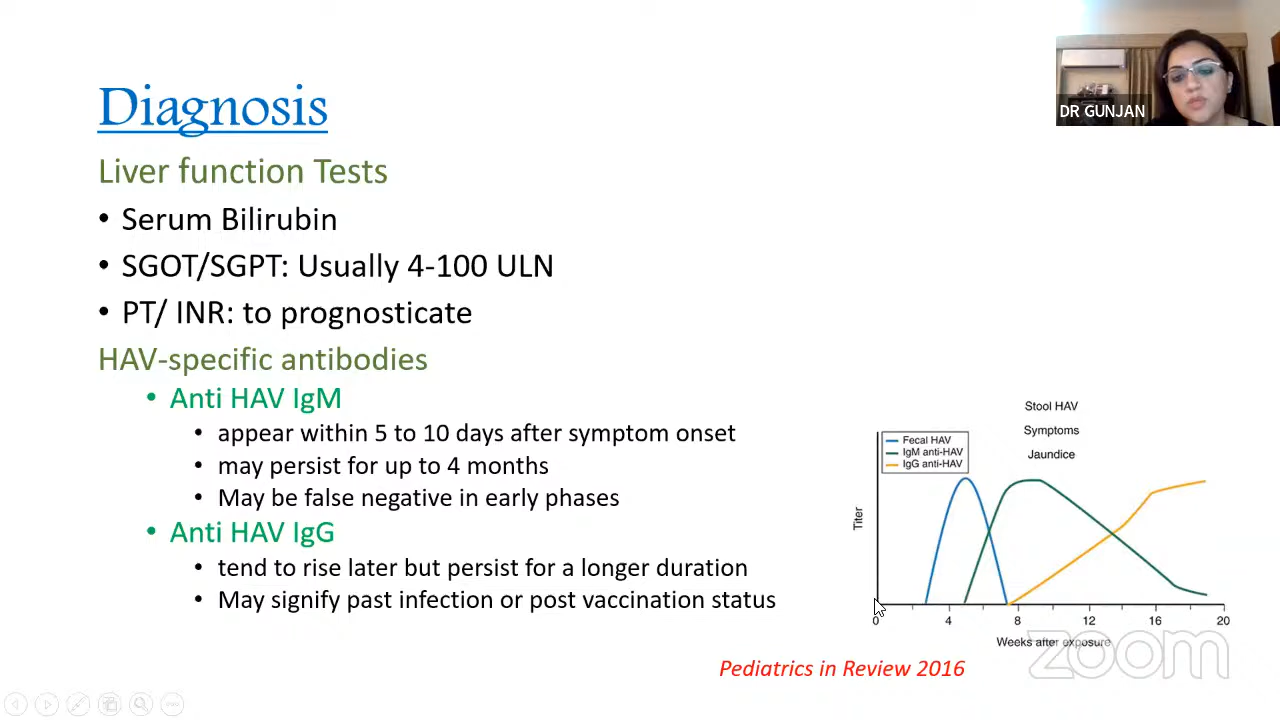 Diagnosis
Liver function Tests
• Serum Bilirubin
• SGOT/SGPT: Usually 4-100 ULN
• PT/ INR: to prognosticate
HAV-specific antibodies
• Anti HAV IgM
• appear within 5 to 10 days after symptom onset
• may persist for up to 4 months
• May be false negative in early phases
• Anti HAV IgG
• tend to rise later but persist for a longer duration
• May signify past infection or post vaccination status
DR GUNJAN
Stool HAV
Symptoms
Jaundice
Fecal HAV
IgM anti-HAV
IgG anti-HAV
Titer
0 4 8 12 16 20
Weeks after exposure
zoom
Pediatrics in Review 2016